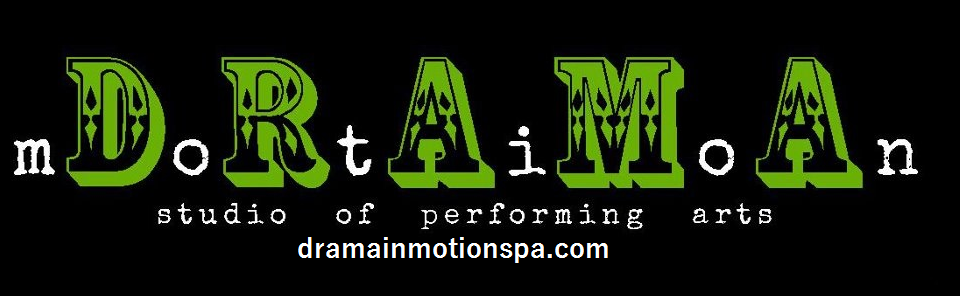 mDoRtAiMoAn
studio of performing arts
dramainmotionspa.com